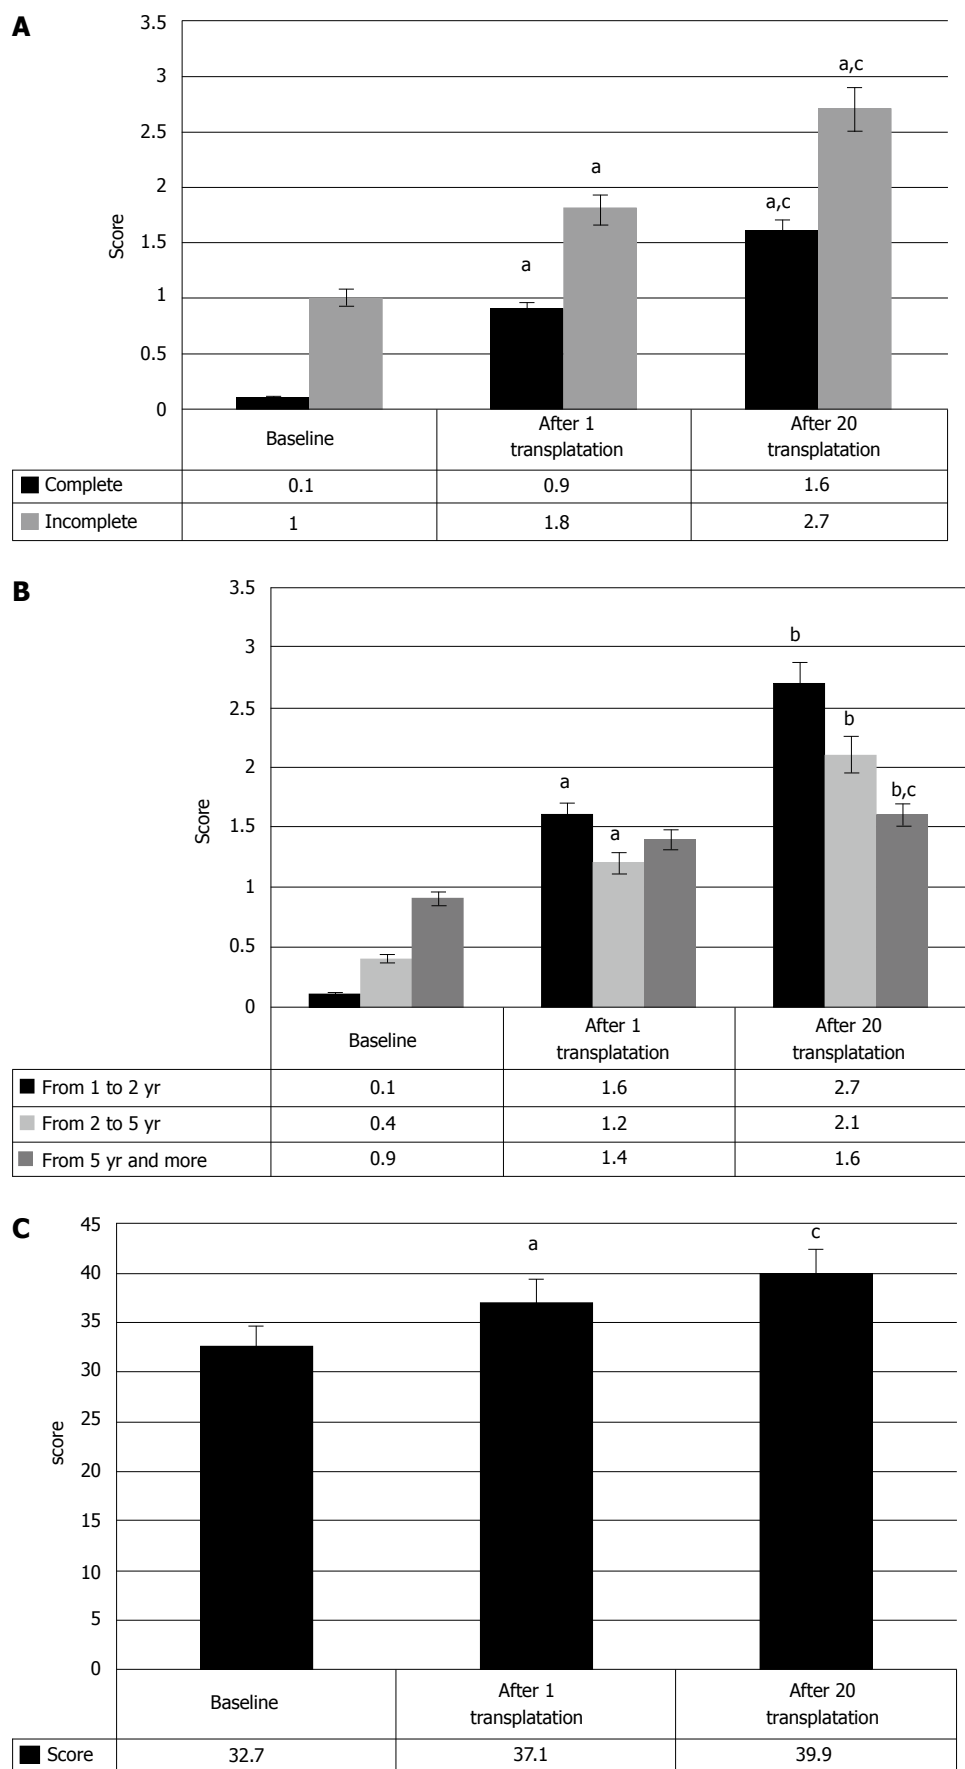 A
3.5
3
2.5
2
1.5
1
0.5
0
Score
a
a
a,c
a,c
Baseline
After 1
transplatation
After 20
transplatation
Complete 0.1 0.9 1.6
Incomplete 1 1.8 2.7
B
3.5
3
2.5
2
1.5
1
0.5
0
Score
a
a
b
b
b,c
Baseline
After 1
transplatation
After 20
transplatation
From 1 to 2 yr 0.1 1.6 2.7
From 2 to 5 yr 0.4 1.2 2.1
From 5 yr and more 0.9 1.4 1.6
C
45
40
35
30
25
20
15
10
5
0
score
a
c
Baseline
After 1
transplatation
After 20
transplatation
Score 32.7 37.1 39.9